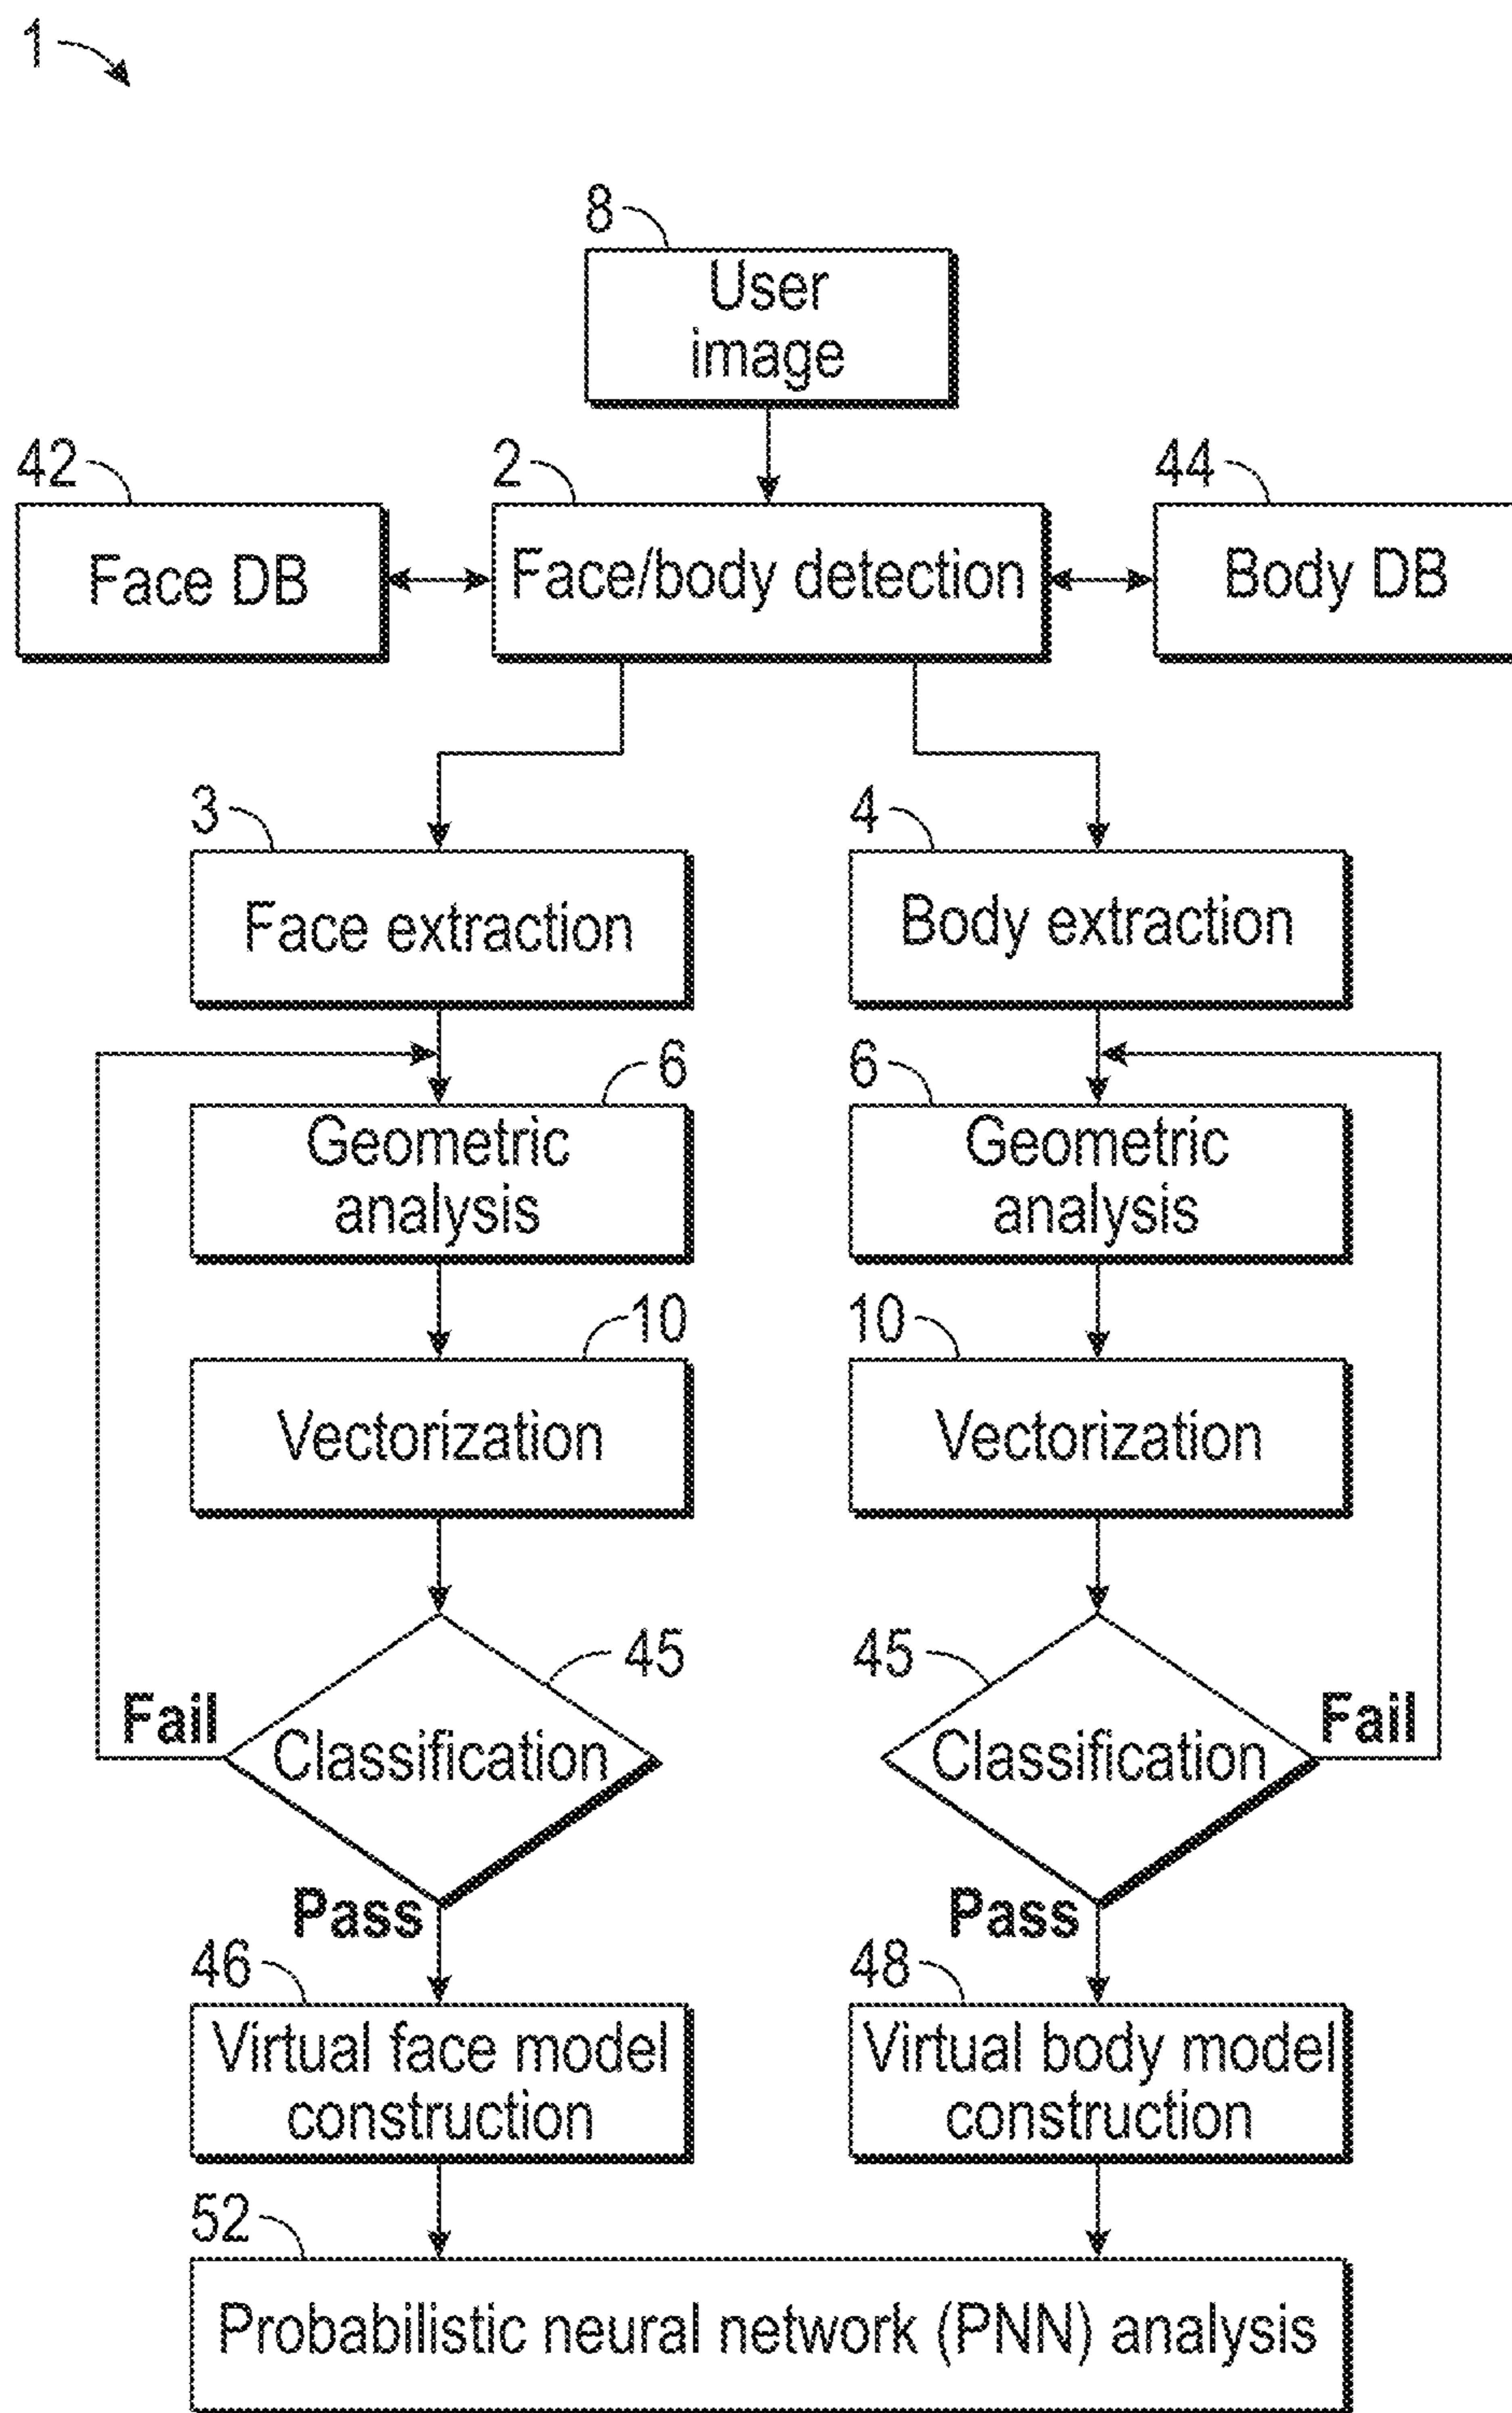 1
8
User
image
42
2
44
Face DB
Face/body detection
Body DB
3
4
Face extraction
Body extraction
6
6
Geometric
analysis
Geometric
analysis
10
10
Vectorization
Vectorization
45
45
Fail
Classification
Classification
Fail
Pass
Pass
46
48
Virtual face model
construction
Virtual body model
construction
52
Probabilistic neural network (PNN) analysis